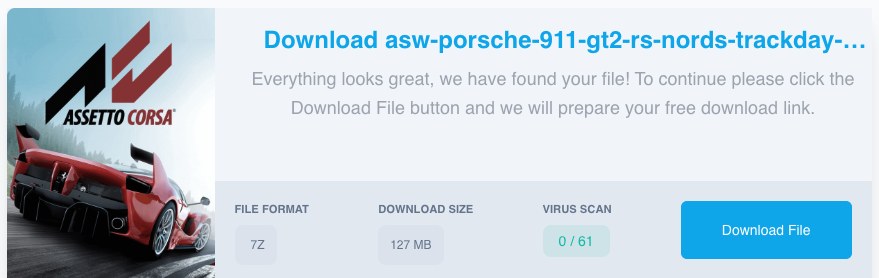 Download asw-porsche-911-gt2-rs-nords-trackday-...
Everything looks great, we have found your file! To continue please click the
Download File button and we will prepare your free download link.
ASSETTO CORSA
FILE FORMAT
7Z
DOWNLOAD SIZE
127 MB
VIRUS SCAN
0 / 61
Download File